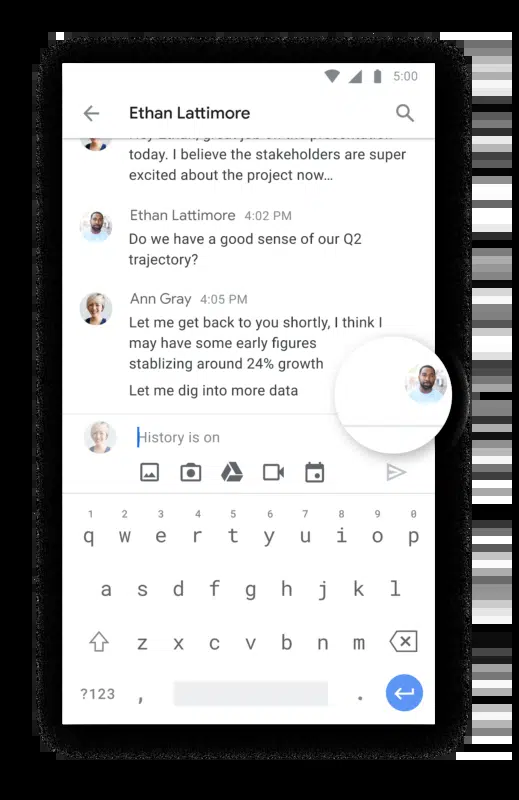 5:00
Ethan Lattimore
today. I believe the stakeholders are super
excited about the project now…
Ethan Lattimore 4:02 PM
Do we have a good sense of our Q2
trajectory?
Ann Gray 4:05 PM
Let me get back to you shortly, I think I
may have some early figures
stablizing around 24% growth
Let me dig into more data
History is on
1 2 3 4 5 6 7 8 9 0
q w e r t y u i o p
a s d f g h j k l
z x c v b n m
?123 , .